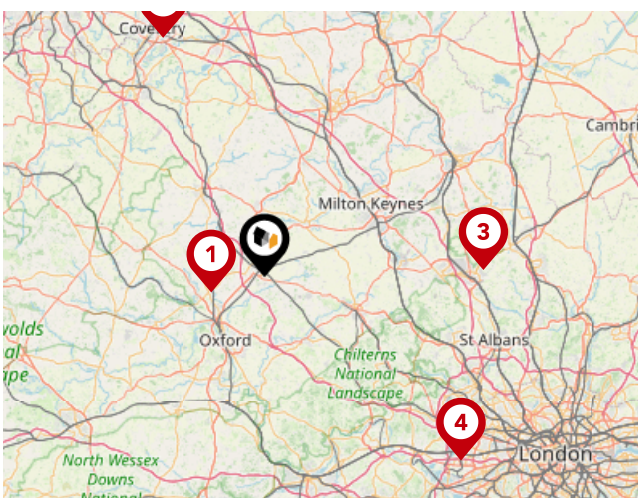 Coventry
Cambri
Milton Keynes
3
1
wolds
al
ape
Oxford
St Albans
Chilterns
National
Landscape
4
London
North Wessex
Downs
National